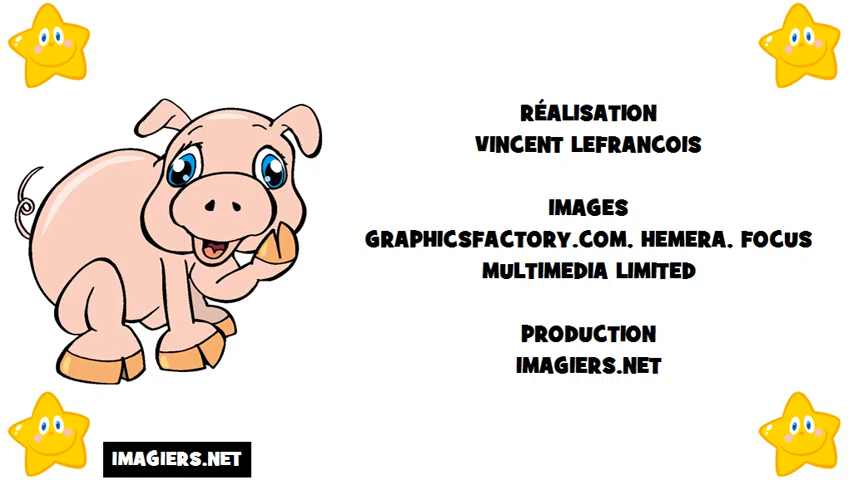 RÉALISATION
VINCENT LEFRANCOIS
IMAGES
GRAPHICSFACTORY.COM, HEMERA, FOCUS
MULTIMEDIA LIMITED
PRODUCTION
IMAGIERS.NET
IMAGIERS.NET